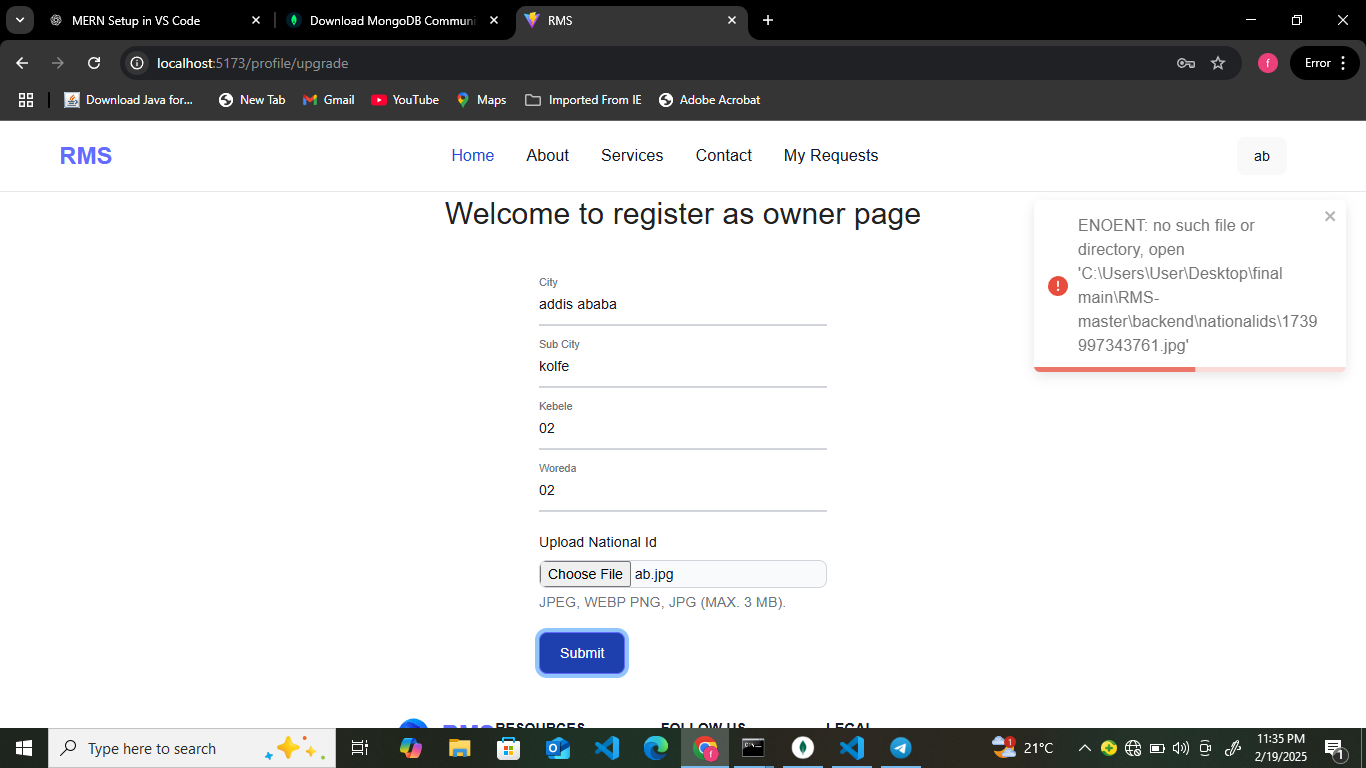 MERN Setup in VS Code
Download MongoDB Communi
RMS
localhost:5173/profile/upgrade
f
Error
Download Java for...
New Tab
Gmail
YouTube
Maps
Imported From IE
Adobe Acrobat
RMS
Home
About
Services
Contact
My Requests
ab
Welcome to register as owner page
ENOENT: no such file or
directory, open
'C:\Users\User\Desktop\final
main\RMS-
master\backend\nationalids\1739
997343761.jpg'
City
addis ababa
Sub City
kolfe
Kebele
02
Woreda
02
Upload National Id
Choose File ab.jpg
JPEG, WEBP PNG, JPG (MAX. 3 MB).
Submit
RMS
RESOURCES
FOLLOW US
LEGAL
Type here to search
f
1
21°C
11:35 PM
2/19/2025
1